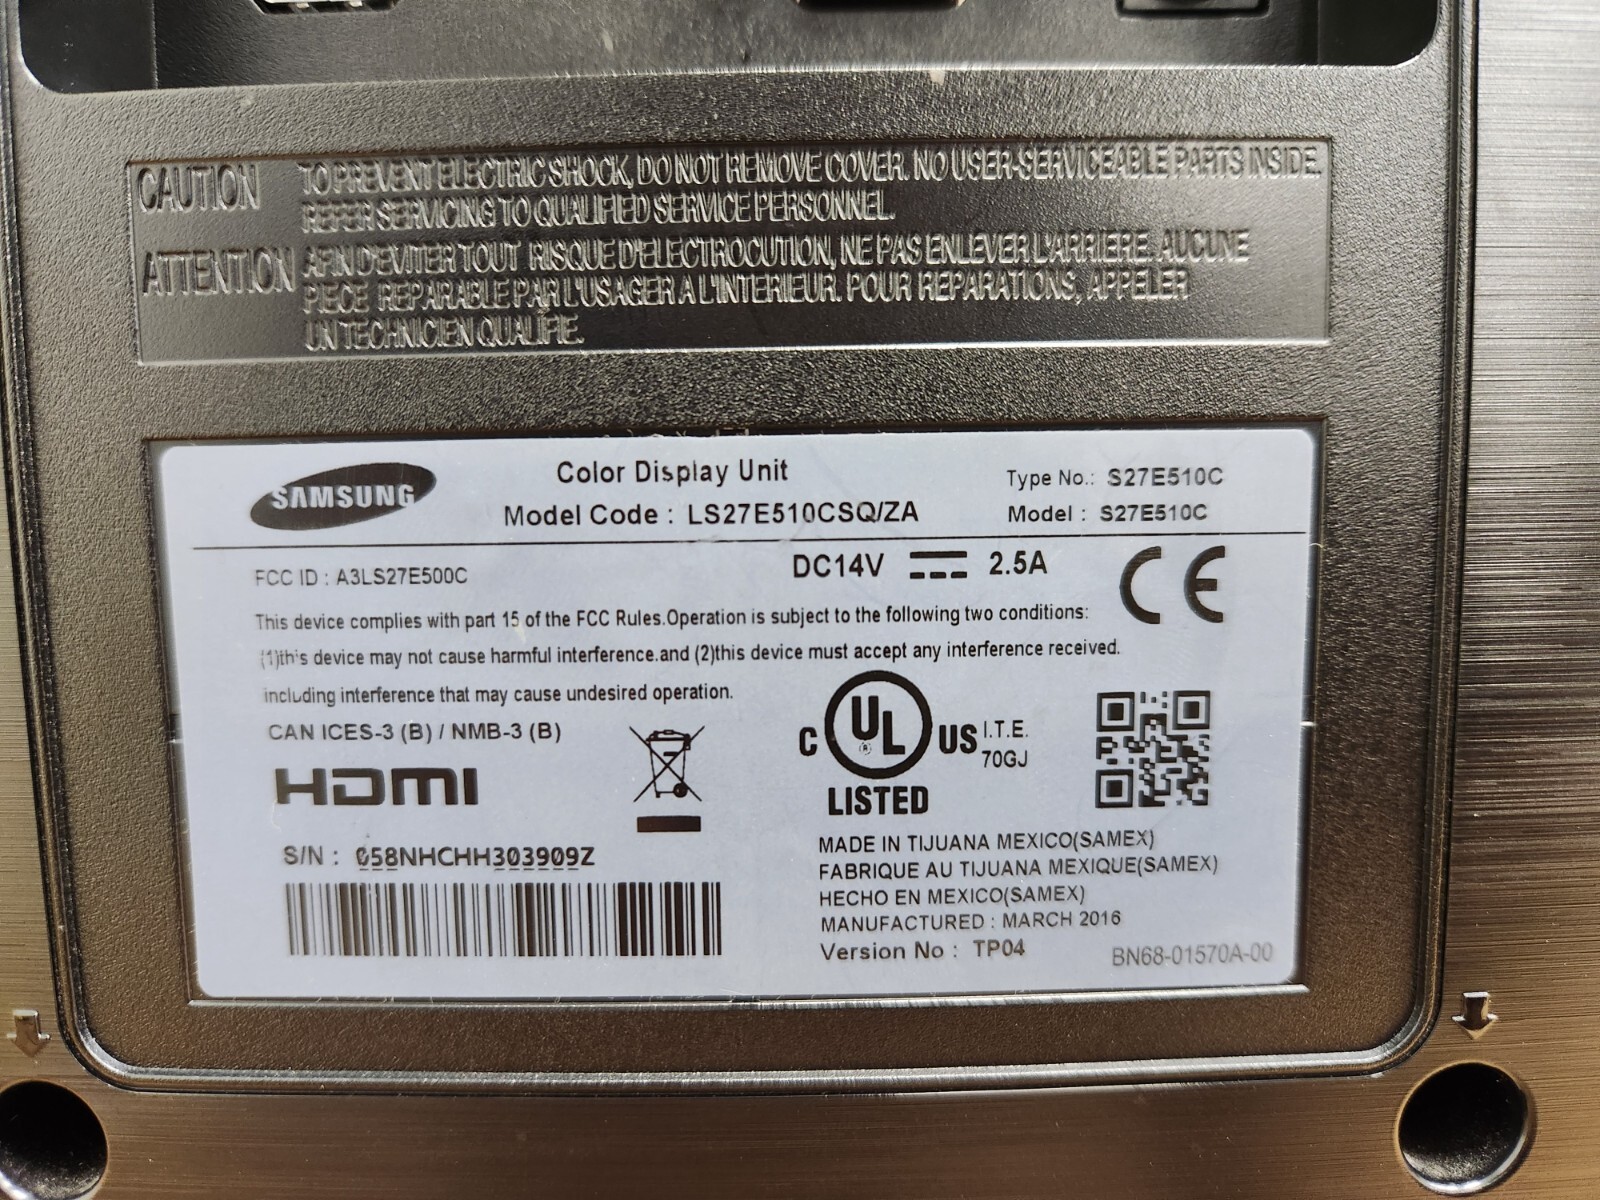 CAUTION TO PREVENT ELECTRIC SHOCK, DO NOT REMOVE COVER. NO USER-SERVICEABLE PARTS INSIDE.
REFER SERVICING TO QUALIFIED SERVICE PERSONNEL.
ATTENTION AFIN D'EVITER TOUT RISQUE D'ELECTROCUTION, NE PAS ENLEVER L'ARRIERE. AUCUNE
PIECE REPARABLE PAR L'USAGER A L'INTERIEUR. POUR REPARATIONS, APPELER
UN TECHNICIEN QUALIFIE.
SAMSUNG
Color Display Unit
Model Code : LS27E510CSQ/ZA
Type No.: S27E510C
Model : S27E510C
FCC ID : A3LS27E500C
DC14V 2.5A
CE
This device complies with part 15 of the FCC Rules.Operation is subject to the following two conditions:
(1)this device may not cause harmful interference.and (2)this device must accept any interference received.
including interference that may cause undesired operation.
CAN ICES-3 (B) / NMB-3 (B)
HDMI
C UL ® US
LISTED
I.T.E.
70GJ
S/N : 058NHCHH303909Z
MADE IN TIJUANA MEXICO(SAMEX)
FABRIQUE AU TIJUANA MEXIQUE(SAMEX)
HECHO EN MEXICO(SAMEX)
MANUFACTURED : MARCH 2016
Version No : TP04
BN68-01570A-00